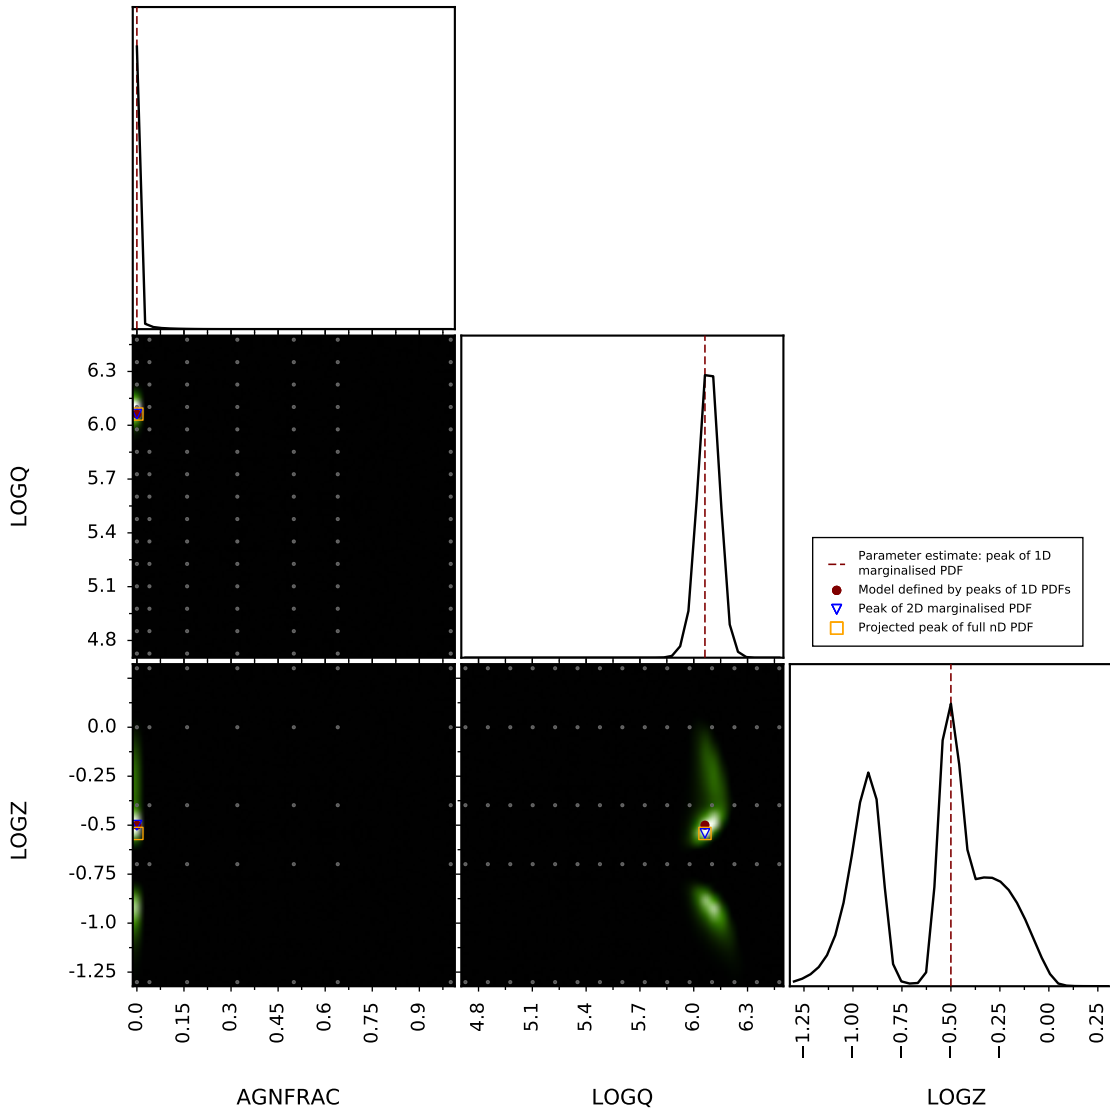 6.3
6.0
5.7
5.4
5.1
4.8
LOGQ
Parameter estimate: peak of 1D
marginalised PDF
Model defined by peaks of 1D PDFs
Peak of 2D marginalised PDF
Projected peak of full nD PDF
0.0
-0.25
-0.5
-0.75
-1.0
-1.25
LOGZ
0.0 0.15 0.3 0.45 0.6 0.75 0.9
4.8 5.1 5.4 5.7 6.0 6.3
−1.25 −1.00 −0.75 −0.50 −0.25 0.00 0.25
AGNFRAC LOGQ LOGZ